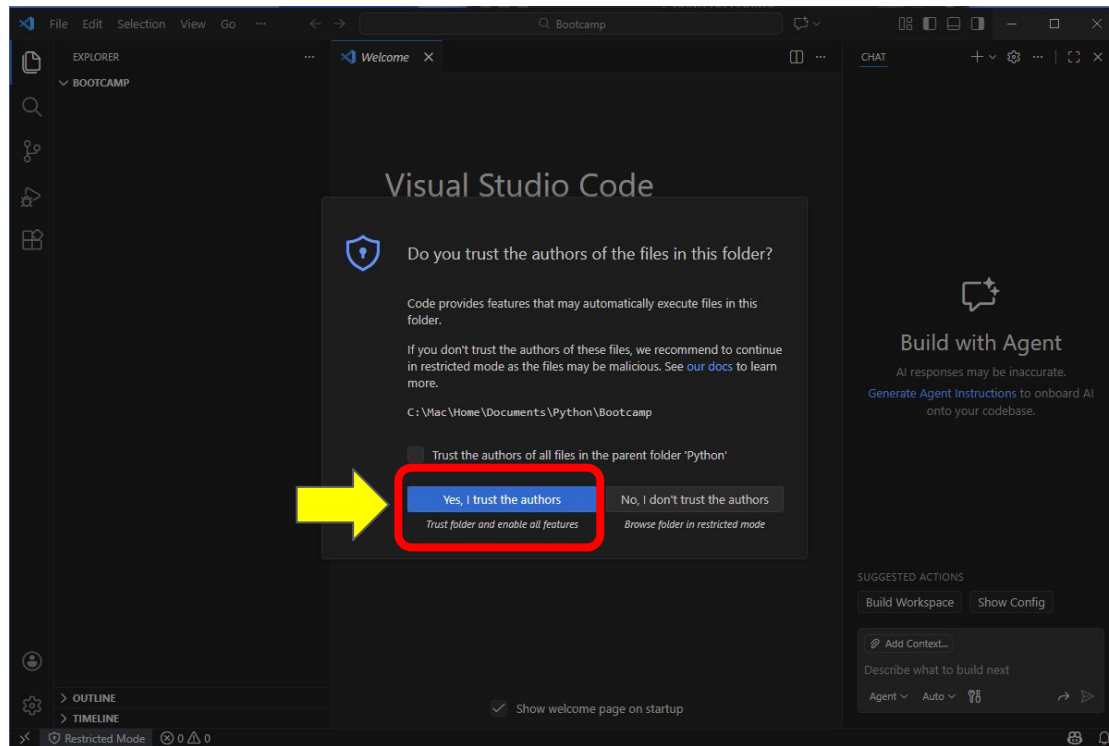 File Edit Selection View Go ···
Bootcamp
EXPLORER ···
BOOTCAMP
Welcome
CHAT
Visual Studio Code
Do you trust the authors of the files in this folder?
Code provides features that may automatically execute files in this
folder.
If you don't trust the authors of these files, we recommend to continue
in restricted mode as the files may be malicious. See our docs to learn
more.
C:\Mac\Home\Documents\Python\Bootcamp
Trust the authors of all files in the parent folder 'Python'
Yes, I trust the authors
No, I don't trust the authors
Trust folder and enable all features
Browse folder in restricted mode
Build with Agent
AI responses may be inaccurate.
Generate Agent Instructions to onboard AI
onto your codebase.
SUGGESTED ACTIONS
Build Workspace
Show Config
Add Context...
Describe what to build next
Agent
Auto
OUTLINE
TIMELINE
Show welcome page on startup
Restricted Mode
0
0